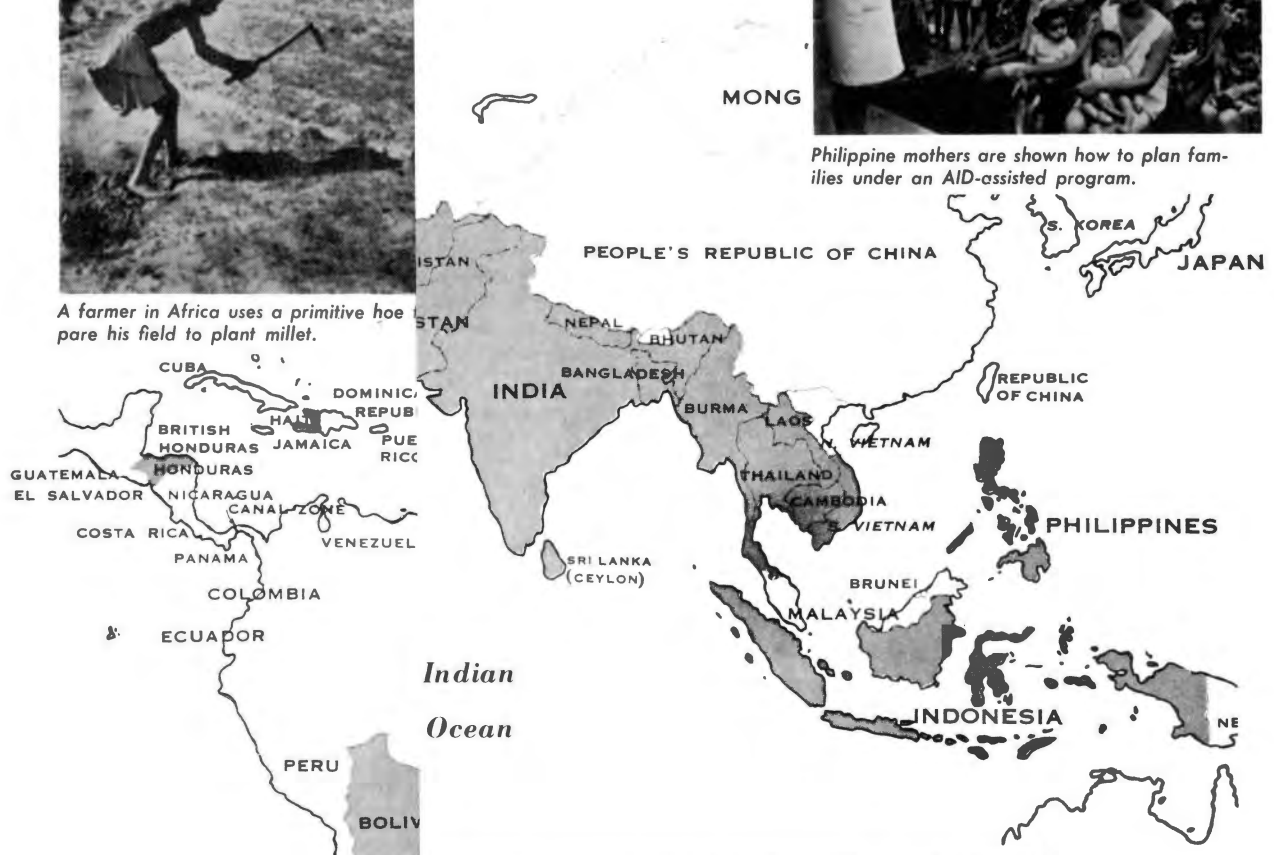 MONG
Philippine mothers are shown how to plan fam-
ilies under an AID-assisted program.
A farmer in Africa uses a primitive hoe
pare his field to plant millet.
S. KOREA
JAPAN
PEOPLE'S REPUBLIC OF CHINA
ISTAN
STAN
NEPAL
BHUTAN
BANGLADESH
INDIA
BURMA
LAOS
N. VIETNAM
REPUBLIC
OF CHINA
THAILAND
CAMBODIA
S. VIETNAM
PHILIPPINES
SRI LANKA
(CEYLON)
BRUNEI
MALAYSIA
INDONESIA
NE
Indian
Ocean
CUBA
DOMINICA
REPUBL
HAITI
JAMAICA
PUE
RICO
BRITISH
HONDURAS
HONDURAS
GUATEMALA
EL SALVADOR
NICARAGUA
CANAL ZONE
COSTA RICA
VENEZUEL
PANAMA
COLOMBIA
ECUADOR
PERU
BOLIV